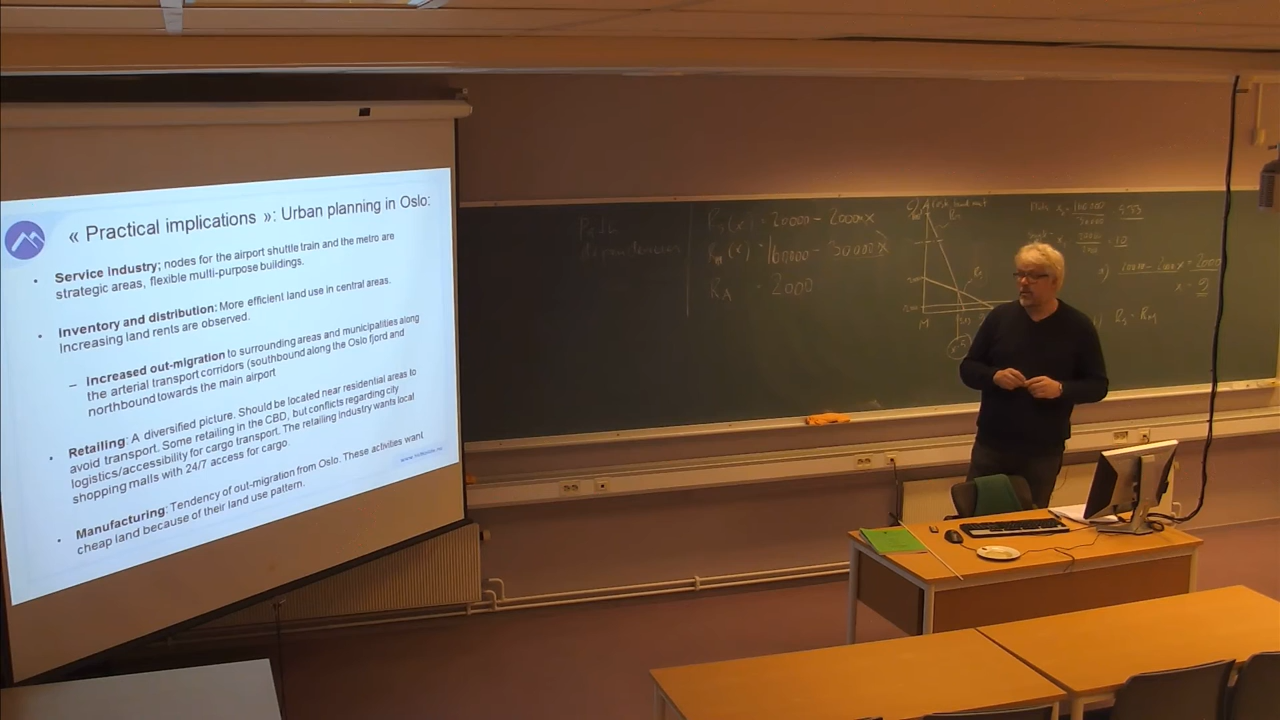 « Practical implications »: Urban planning in Oslo:
• Service industry; nodes for the airport shuttle train and the metro are
strategic areas, flexible multi-purpose buildings.
• Inventory and distribution: More efficient land use in central areas.
Increasing land rents are observed.
– Increased out-migration to surrounding areas and municipalities along
the arterial transport corridors (southbound along the Oslo fjord and
northbound towards the main airport
• Retailing: A diversified picture. Should be located near residential areas to
avoid transport. Some retailing in the CBD, but conflicts regarding city
logistics/accessibility for cargo transport. The retailing industry wants local
shopping malls with 24/7 access for cargo.
• Manufacturing: Tendency of out-migration from Oslo. These activities want
cheap land because of their land use pattern.
Path
dependencies
(x) = 20000 - 2000x
(x) = 160000 - 30000x
R_A = 2000
M
20000 - 2000x = 2000
x = 9